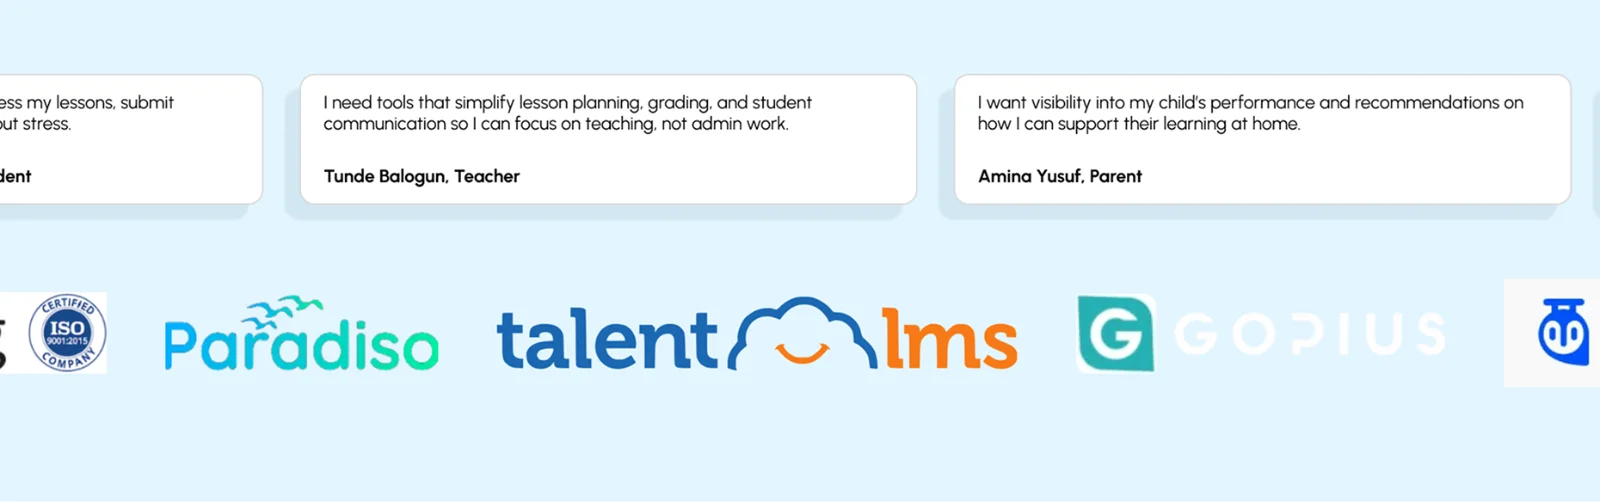 ess my lessons, submit
out stress.
dent
I need tools that simplify lesson planning, grading, and student
communication so I can focus on teaching, not admin work.
Tunde Balogun, Teacher
I want visibility into my child's performance and recommendations on
how I can support their learning at home.
Amina Yusuf, Parent
g
CERTIFIED
ISO
9001:2015
COMPANY
Paradiso
talent lms
G GOPIUS